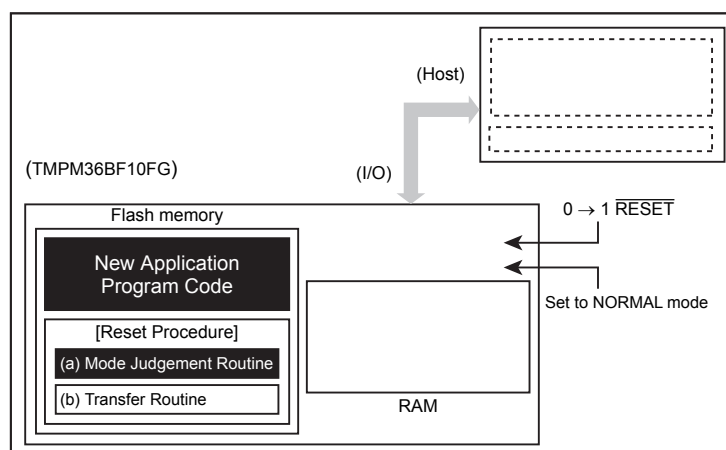 (Host)
(TMPM36BF10FG)
(I/O)
Flash memory
0 → 1 RESET
New Application
Program Code
Set to NORMAL mode
[Reset Procedure]
(a) Mode Judgement Routine
(b) Transfer Routine
RAM